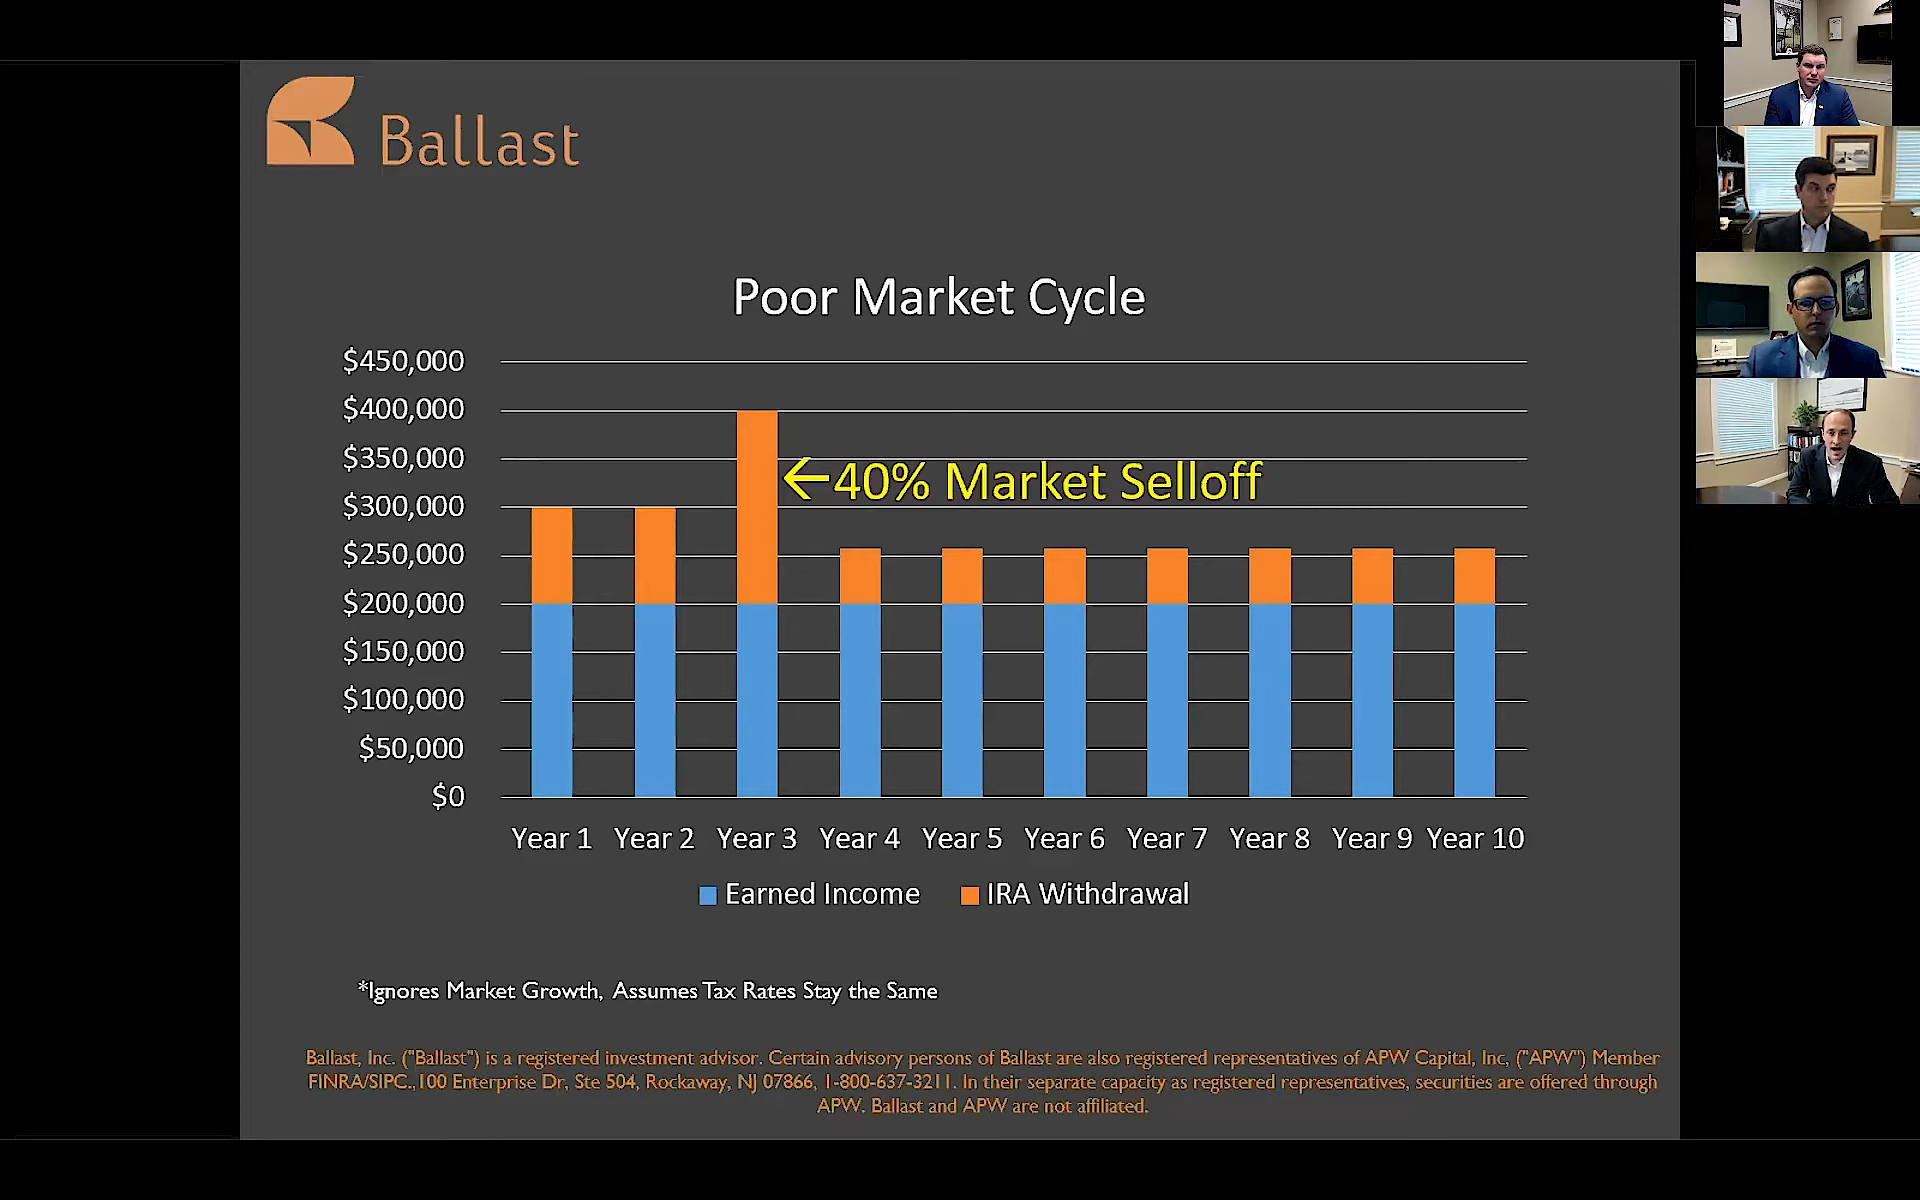 Ballast
Poor Market Cycle
$450,000
$400,000
$350,000
←40% Market Selloff
$300,000
$250,000
$200,000
$150,000
$100,000
$50,000
$0
Year 1 Year 2 Year 3 Year 4 Year 5 Year 6 Year 7 Year 8 Year 9 Year 10
Earned Income IRA Withdrawal
*Ignores Market Growth, Assumes Tax Rates Stay the Same
Ballast, Inc. ("Ballast") is a registered investment advisor. Certain advisory persons of Ballast are also registered representatives of APW Capital, Inc, ("APW") Member
FINRA/SIPC.,100 Enterprise Dr, Ste 504, Rockaway, NJ 07866, 1-800-637-3211. In their separate capacity as registered representatives, securities are offered through
APW. Ballast and APW are not affiliated.